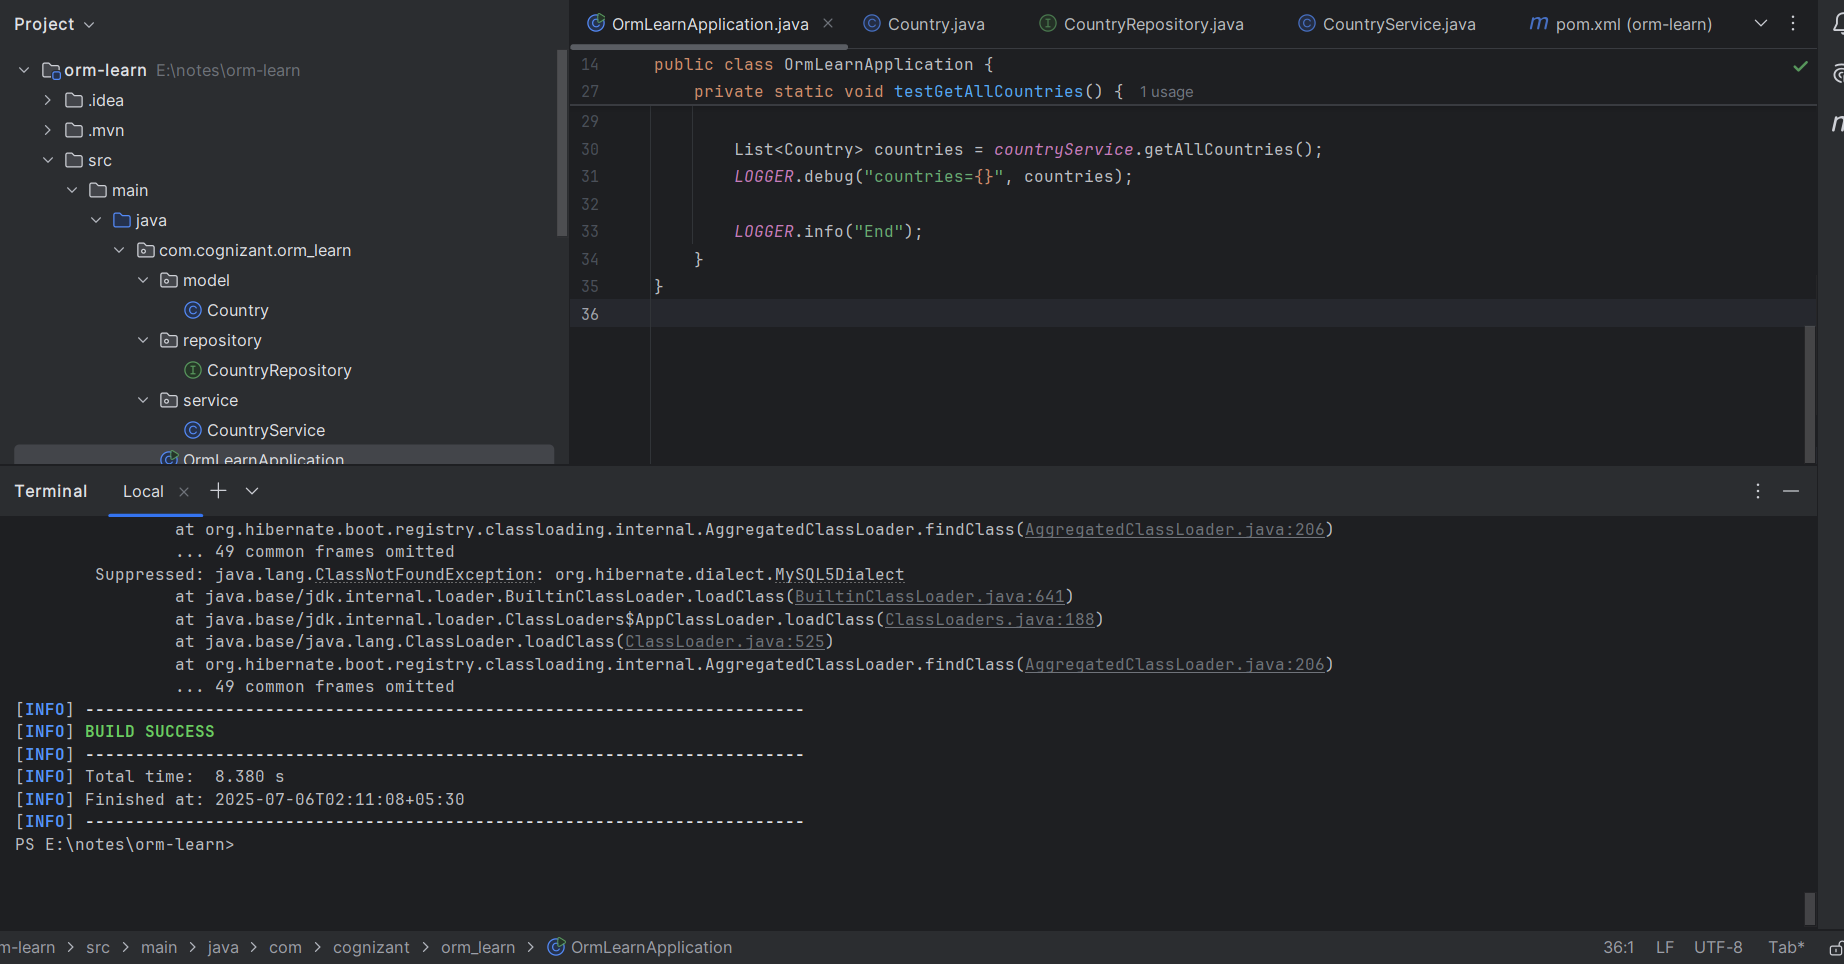 Project
orm-learn E:\notes\orm-learn
.idea
.mvn
src
main
java
com.cognizant.orm_learn
model
Country
repository
CountryRepository
service
CountryService
OrmLearnApplication
OrmLearnApplication.java Country.java CountryRepository.java CountryService.java m pom.xml (orm-learn)
14 public class OrmLearnApplication {
27 private static void testGetAllCountries() { 1 usage
29
30 List<Country> countries = countryService.getAllCountries();
31 LOGGER.debug("countries={}", countries);
32
33 LOGGER.info("End");
34 }
35 }
36
Terminal Local
at org.hibernate.boot.registry.classloading.internal.AggregatedClassLoader.findClass(AggregatedClassLoader.java:206)
... 49 common frames omitted
Suppressed: java.lang.ClassNotFoundException: org.hibernate.dialect.MySQL5Dialect
at java.base/jdk.internal.loader.BuiltinClassLoader.loadClass(BuiltinClassLoader.java:641)
at java.base/jdk.internal.loader.ClassLoaders$AppClassLoader.loadClass(ClassLoaders.java:188)
at java.base/java.lang.ClassLoader.loadClass(ClassLoader.java:525)
at org.hibernate.boot.registry.classloading.internal.AggregatedClassLoader.findClass(AggregatedClassLoader.java:206)
... 49 common frames omitted
[INFO] ------------------------------------------------------------------------
[INFO] BUILD SUCCESS
[INFO] ------------------------------------------------------------------------
[INFO] Total time:  8.380 s
[INFO] Finished at: 2025-07-06T02:11:08+05:30
[INFO] ------------------------------------------------------------------------
PS E:\notes\orm-learn>
m-learn > src > main > java > com > cognizant > orm_learn > OrmLearnApplication 36:1 LF UTF-8 Tab*